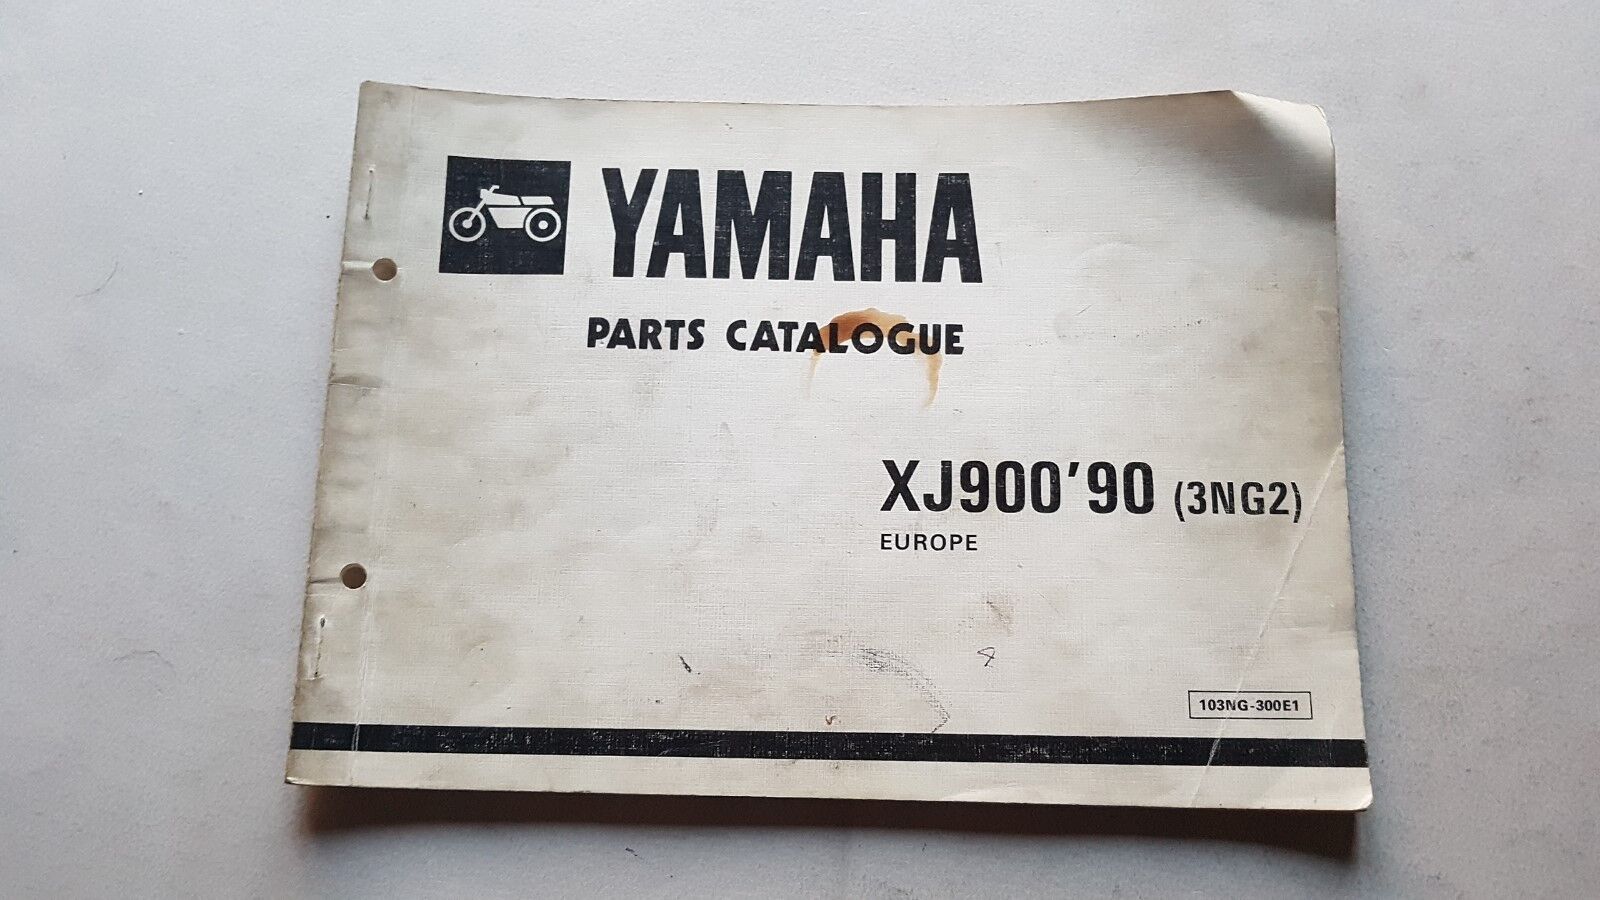 YAMAHA
PARTS CATALOGUE
XJ900'90 (3NG2)
EUROPE
103NG-300E1